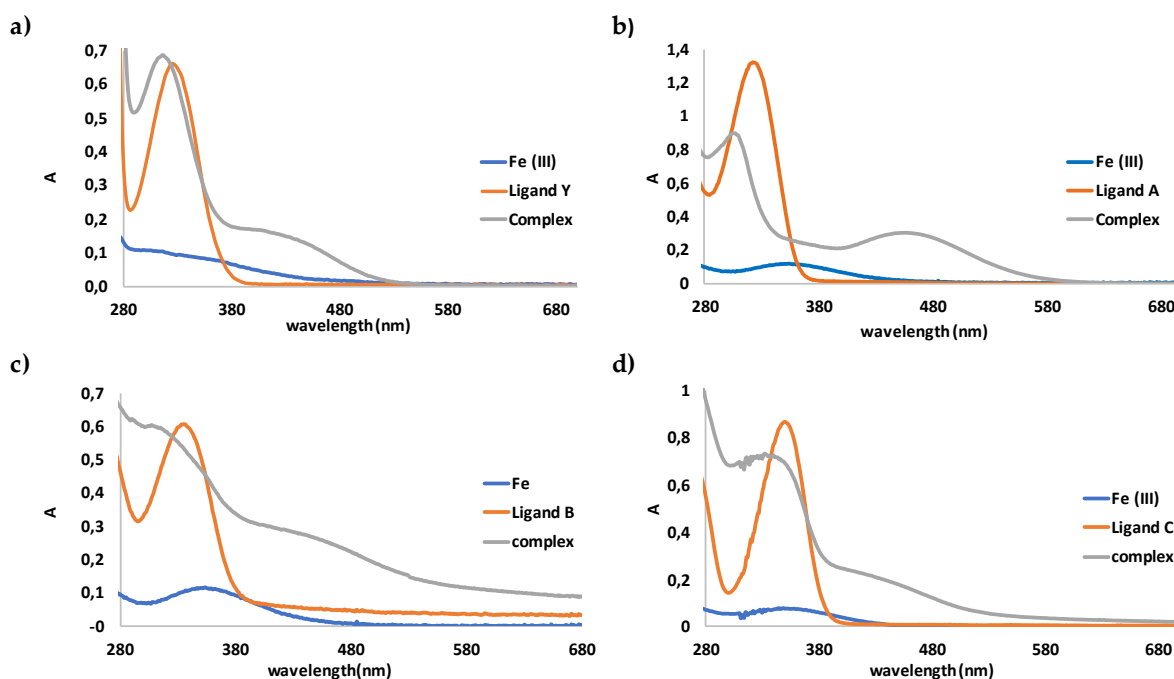 a)
0,7
0,6
0,5
0,4
0,3
0,2
0,1
0,0
A
280 380 480 580 680
wavelength (nm)
Fe (III)
Ligand Y
Complex
b)
1,4
1,2
1
0,8
0,6
0,4
0,2
0
A
280 380 480 580 680
wavelength (nm)
Fe (III)
Ligand A
Complex
c)
0,7
0,6
0,5
0,4
0,3
0,2
0,1
-0
A
280 380 480 580 680
wavelength(nm)
Fe
Ligand B
complex
d)
1
0,8
0,6
0,4
0,2
0
A
280 380 480 580 680
wavelength (nm)
Fe (III)
Ligand C
complex